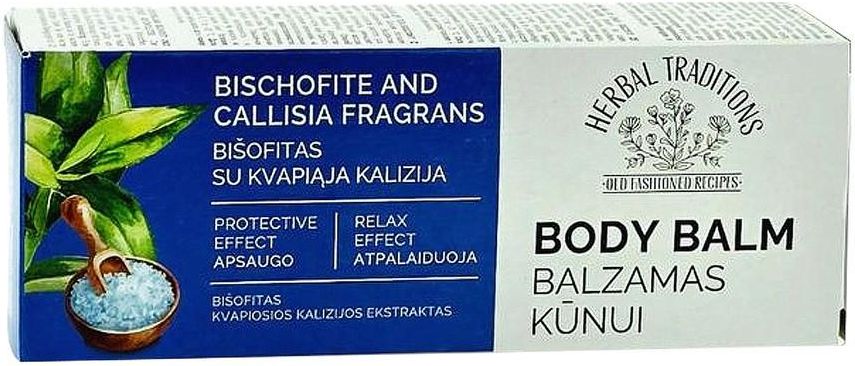 BISCHOFITE AND
CALLISIA FRAGRANS
BIŠOFITAS
SU KVAPIĄJA KALIZIJA
PROTECTIVE
EFFECT
APSAUGO
RELAX
EFFECT
ATPALAIDUOJA
BIŠOFITAS
KVAPIOSIOS KALIZIJOS EKSTRAKTAS
HERBAL TRADITIONS
OLD FASHIONED RECIPES
BODY BALM
BALZAMAS
KŪNUI